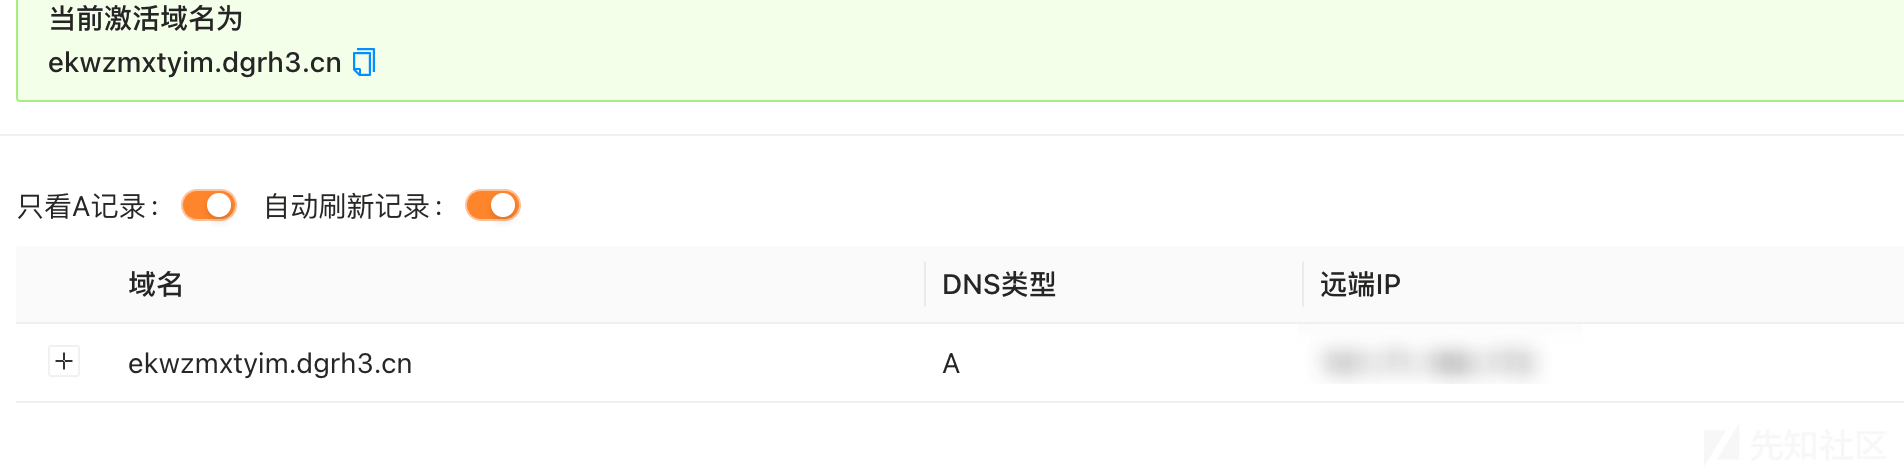 当前激活域名为
ekwzmxtyim.dgrh3.cn
只看A记录： 自动刷新记录：
域名 DNS类型 远端IP
ekwzmxtyim.dgrh3.cn A
先知社区